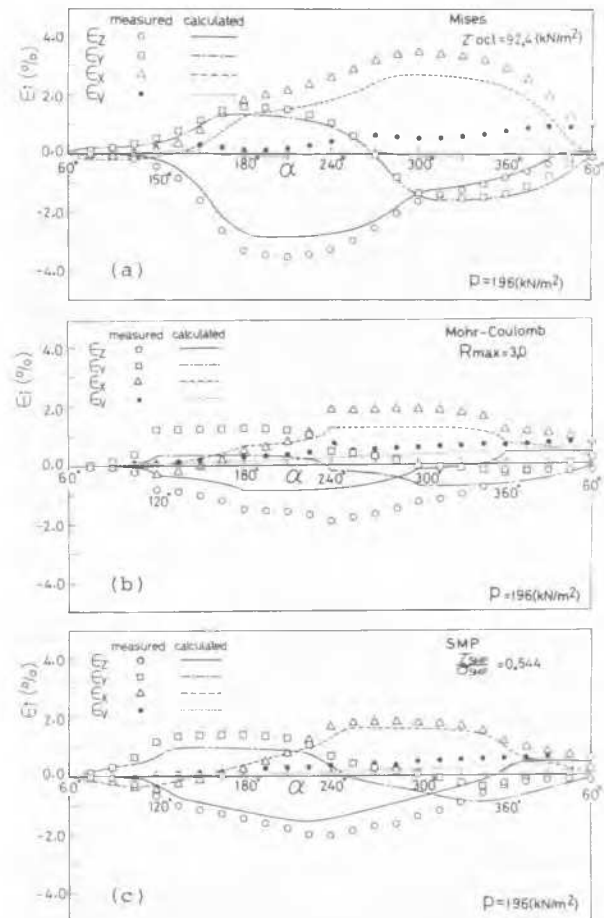 measured calculated
Mises
τoct=92.4(kN/m²)
εZ
εY
εX
εV
εi (%)
4.0
2.0
0.0
-2.0
-4.0
60° 150° 180° α 240° 300° 360° 60°
(a)
P=196(kN/m²)
measured calculated
Mohr-Coulomb
Rmax=3.0
εZ
εY
εX
εV
εi (%)
4.0
2.0
0.0
-2.0
-4.0
60° 120° 180° α 240° 300° 360° 60°
(b)
P=196(kN/m²)
measured calculated
SMP
τSMP/σSMP =0.544
εZ
εY
εX
εV
εi (%)
4.0
2.0
0.0
-2.0
-4.0
60° 120° 180° α 240° 300° 360° 60°
(c)
P=196(kN/m²)